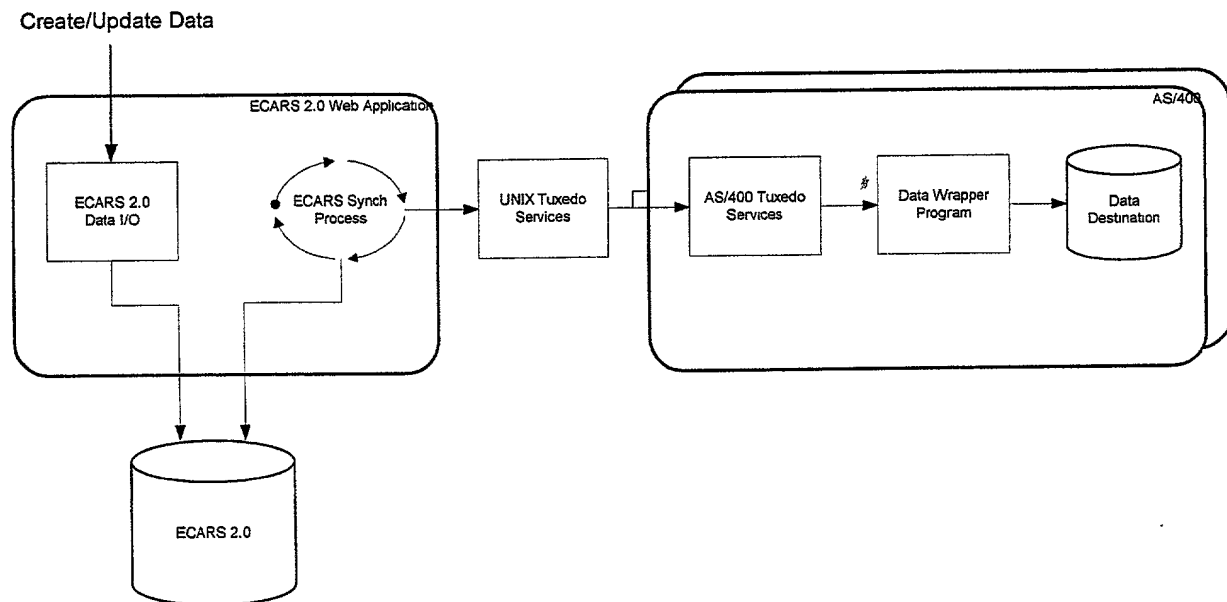 Create/Update Data
ECARS 2.0 Web Application
AS/400
ECARS 2.0
Data I/O
ECARS Synch
Process
UNIX Tuxedo
Services
AS/400 Tuxedo
Services
Data Wrapper
Program
Data
Destination
ECARS 2.0